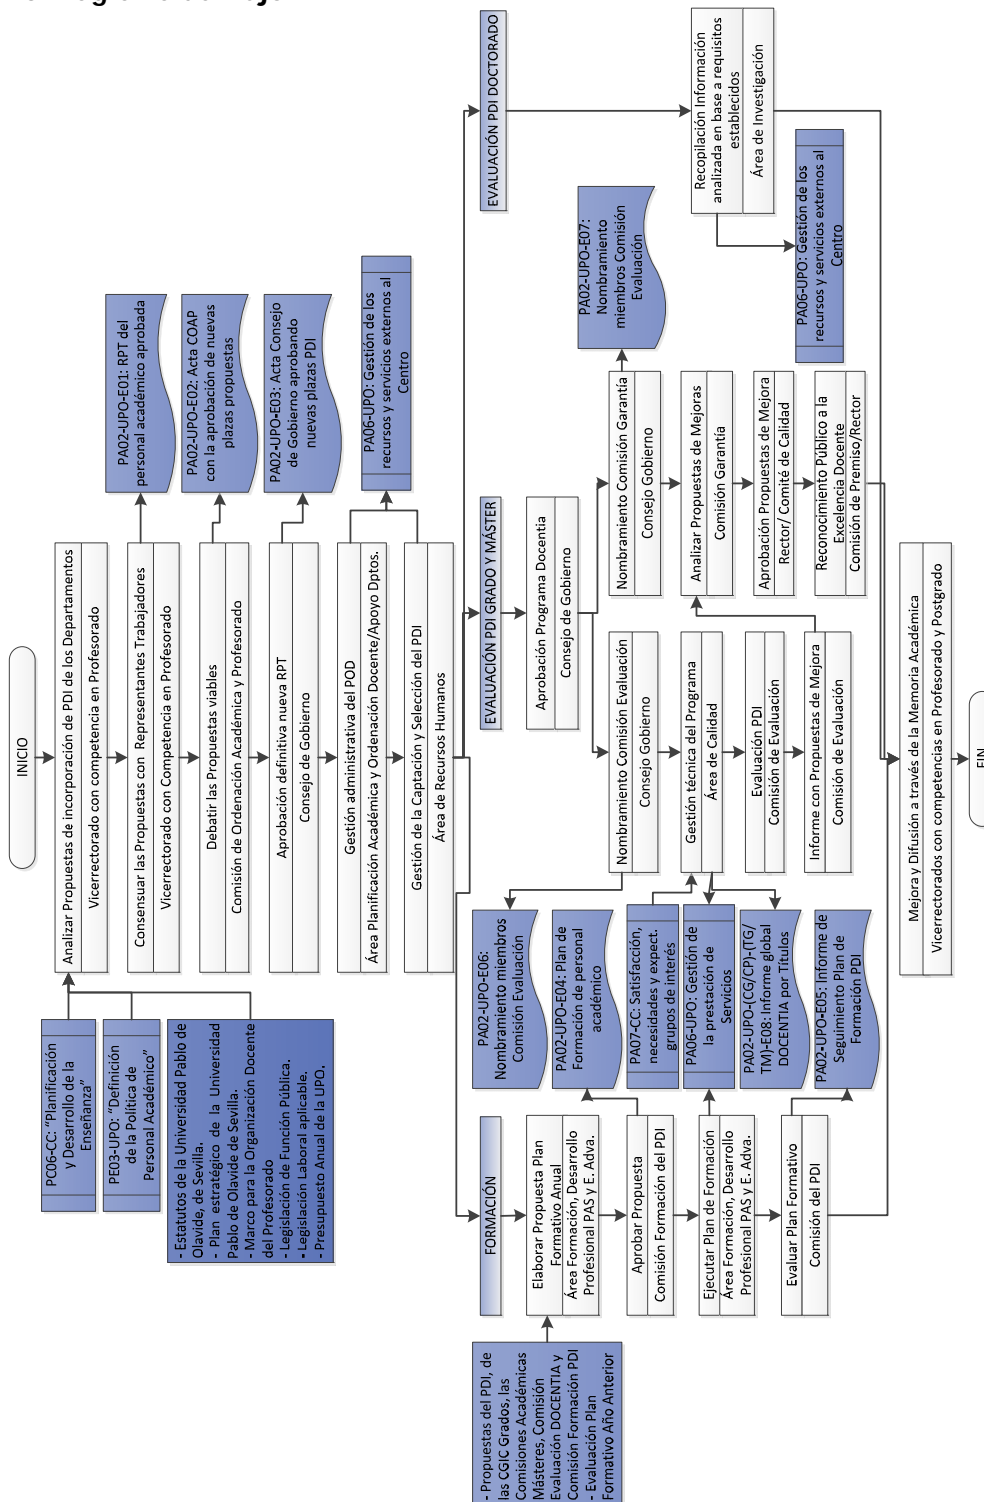 INICIO
PC06-CC: “Planificación
y Desarrollo de la
Enseñanza”
PE03-UPO: “Definición
de la Política de
Personal Académico”
- Estatutos de la Universidad Pablo de
Olavide, de Sevilla.
- Plan estratégico de la Universidad
Pablo de Olavide de Sevilla.
- Marco para la Organización Docente
del Profesorado
- Legislación de Función Pública.
- Legislación Laboral aplicable.
- Presupuesto Anual de la UPO.
Analizar Propuestas de incorporación de PDI de los Departamentos
Vicerrectorado con competencia en Profesorado
Consensuar las Propuestas con Representantes Trabajadores
Vicerrectorado con Competencia en Profesorado
PA02-UPO-E01: RPT del
personal académico aprobada
Debatir las Propuestas viables
Comisión de Ordenación Académica y Profesorado
PA02-UPO-E02: Acta COAP
con la aprobación de nuevas
plazas propuestas
Aprobación definitiva nueva RPT
Consejo de Gobierno
PA02-UPO-E03: Acta Consejo
de Gobierno aprobando
nuevas plazas PDI
Gestión administrativa del POD
Área Planificación Académica y Ordenación Docente/Apoyo Dptos.
Gestión de la Captación y Selección del PDI
Área de Recursos Humanos
PA06-UPO: Gestión de los
recursos y servicios externos al
Centro
FORMACIÓN
EVALUACIÓN PDI GRADO Y MÁSTER
EVALUACIÓN PDI DOCTORADO
- Propuestas del PDI, de
las CGIC Grados, las
Comisiones Académicas
Másteres, Comisión
Evaluación DOCENTIA y
Comisión Formación PDI
- Evaluación Plan
Formativo Año Anterior
Elaborar Propuesta Plan
Formativo Anual
Área Formación, Desarrollo
Profesional PAS y E. Adva.
PA02-UPO-E04: Plan de
Formación de personal
académico
Aprobar Propuesta
Comisión Formación del PDI
Ejecutar Plan de Formación
Área Formación, Desarrollo
Profesional PAS y E. Adva.
Evaluar Plan Formativo
Comisión del PDI
PA02-UPO-E05: Informe de
Seguimiento Plan de
Formación PDI
Aprobación Programa Docentia
Consejo de Gobierno
PA02-UPO-E06:
Nombramiento miembros
Comisión Evaluación
Nombramiento Comisión Evaluación
Consejo Gobierno
PA07-CC: Satisfacción,
necesidades y expect.
grupos de interés
PA06-UPO: Gestión de
la prestación de
Servicios
PA02-UPO-(CG/CP)-(TG/
TM)-E08: Informe global
DOCENTIA por Títulos
Gestión técnica del Programa
Área de Calidad
Evaluación PDI
Comisión de Evaluación
Informe con Propuestas de Mejora
Comisión de Evaluación
Nombramiento Comisión Garantía
Consejo Gobierno
PA02-UPO-E07:
Nombramiento
miembros Comisión
Evaluación
Analizar Propuestas de Mejoras
Comisión Garantía
Aprobación Propuestas de Mejora
Rector/ Comité de Calidad
Reconocimiento Público a la
Excelencia Docente
Comisión de Premiso/Rector
Recopilación Información
analizada en base a requisitos
establecidos
Área de Investigación
PA06-UPO: Gestión de los
recursos y servicios externos al
Centro
Mejora y Difusión a través de la Memoria Académica
Vicerrectorados con competencias en Profesorado y Postgrado
FIN